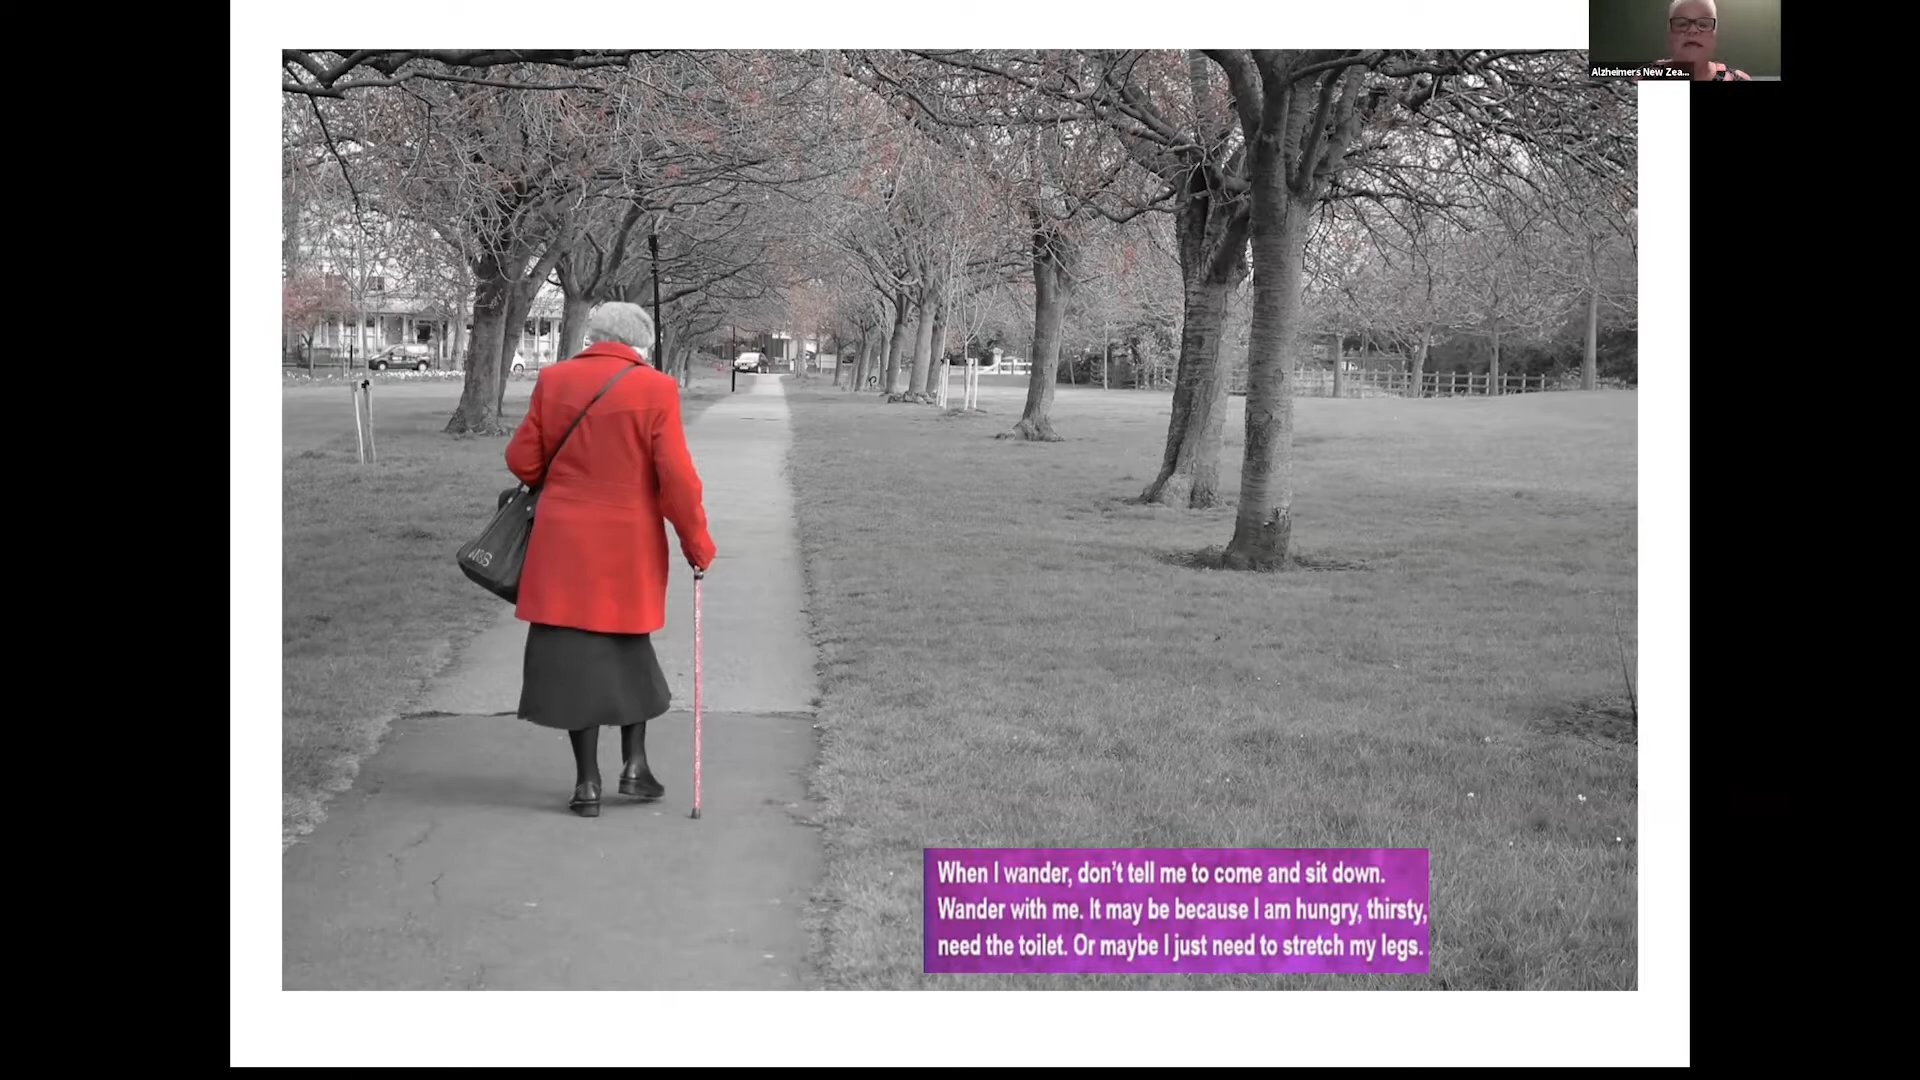 Alzheimers New Zea...
M&S
When I wander, don't tell me to come and sit down.
Wander with me. It may be because I am hungry, thirsty,
need the toilet. Or maybe I just need to stretch my legs.